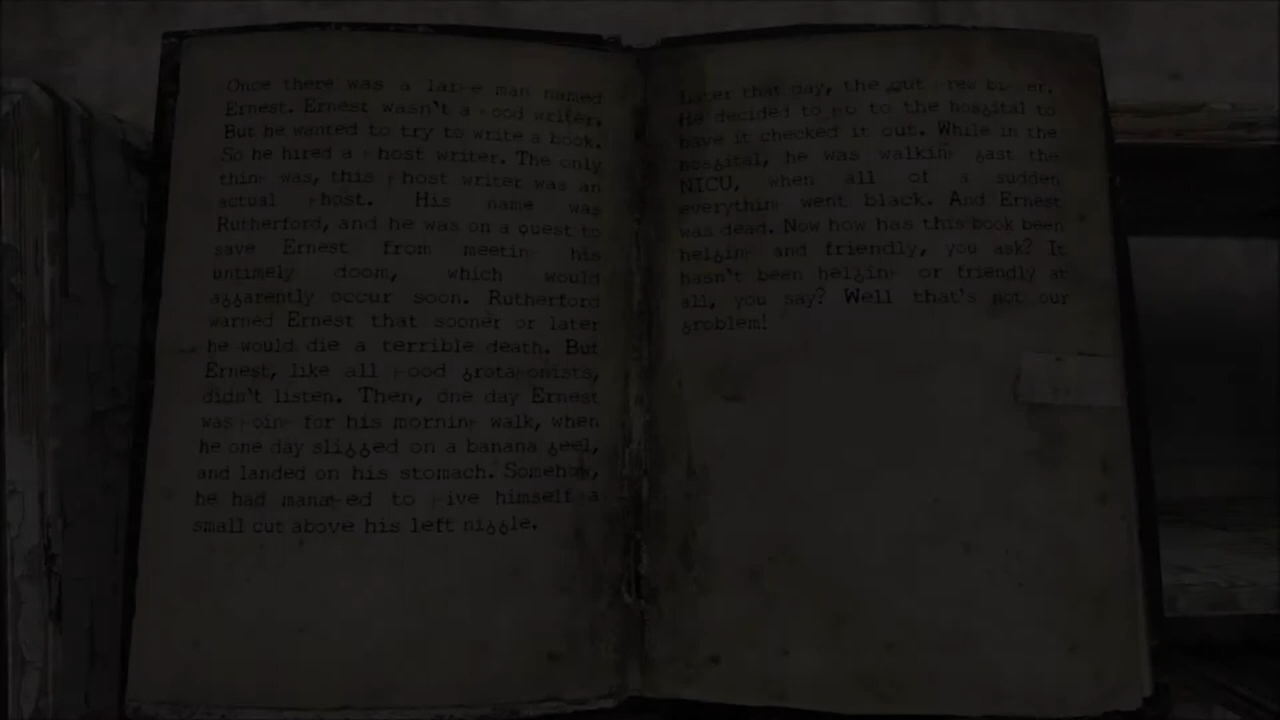 Once there was a large man named
Ernest. Ernest wasn't a good writer.
But he wanted to try to write a book.
So he hired a ghost writer. The only
thing was, this ghost writer was an
actual ghost. His name was
Rutherford, and he was on a quest to
save Ernest from meeting his
untimely doom, which would
apparently occur soon. Rutherford
warned Ernest that sooner or later
he would die a terrible death. But
Ernest, like all good protagonists,
didn't listen. Then, one day Ernest
was going for his morning walk, when
he one day slipped on a banana peel,
and landed on his stomach. Somehow,
he had managed to give himself a
small cut above his left nipple.
Later that day, the cut grew bigger.
He decided to go to the hospital to
have it checked it out. While in the
hospital, he was walking past the
NICU, when all of a sudden
everything went black. And Ernest
was dead. Now how has this book been
helping and friendly, you ask? It
hasn't been helping or friendly at
all, you say? Well that's not our
problem!